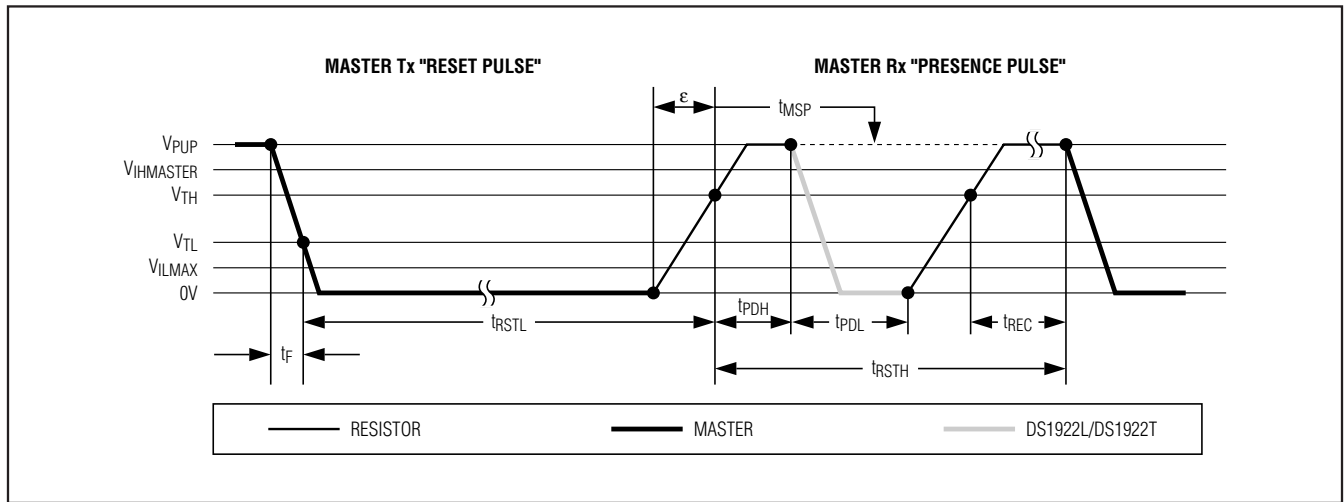 MASTER Tx "RESET PULSE"
MASTER Rx "PRESENCE PULSE"
ε
tMSP
VPUP
VIHMASTER
VTH
VTL
VILMAX
0V
tRSTL
tPDH
tPDL
tREC
tF
tRSTH
RESISTOR
MASTER
DS1922L/DS1922T